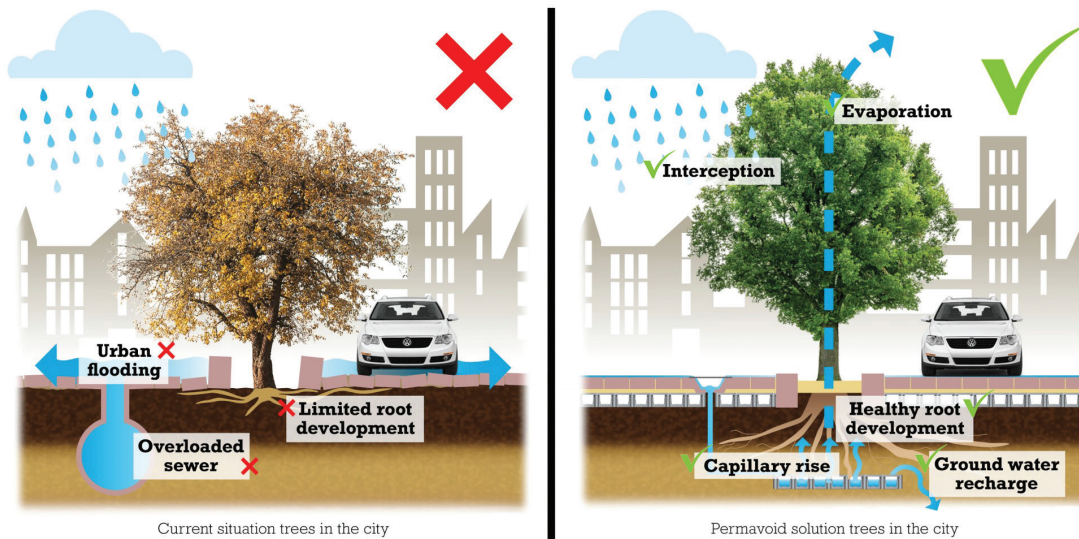 Urban
flooding
Limited root
development
Overloaded
sewer
Current situation trees in the city
Evaporation
Interception
Healthy root
development
Capillary rise
Ground water
recharge
Permavoid solution trees in the city